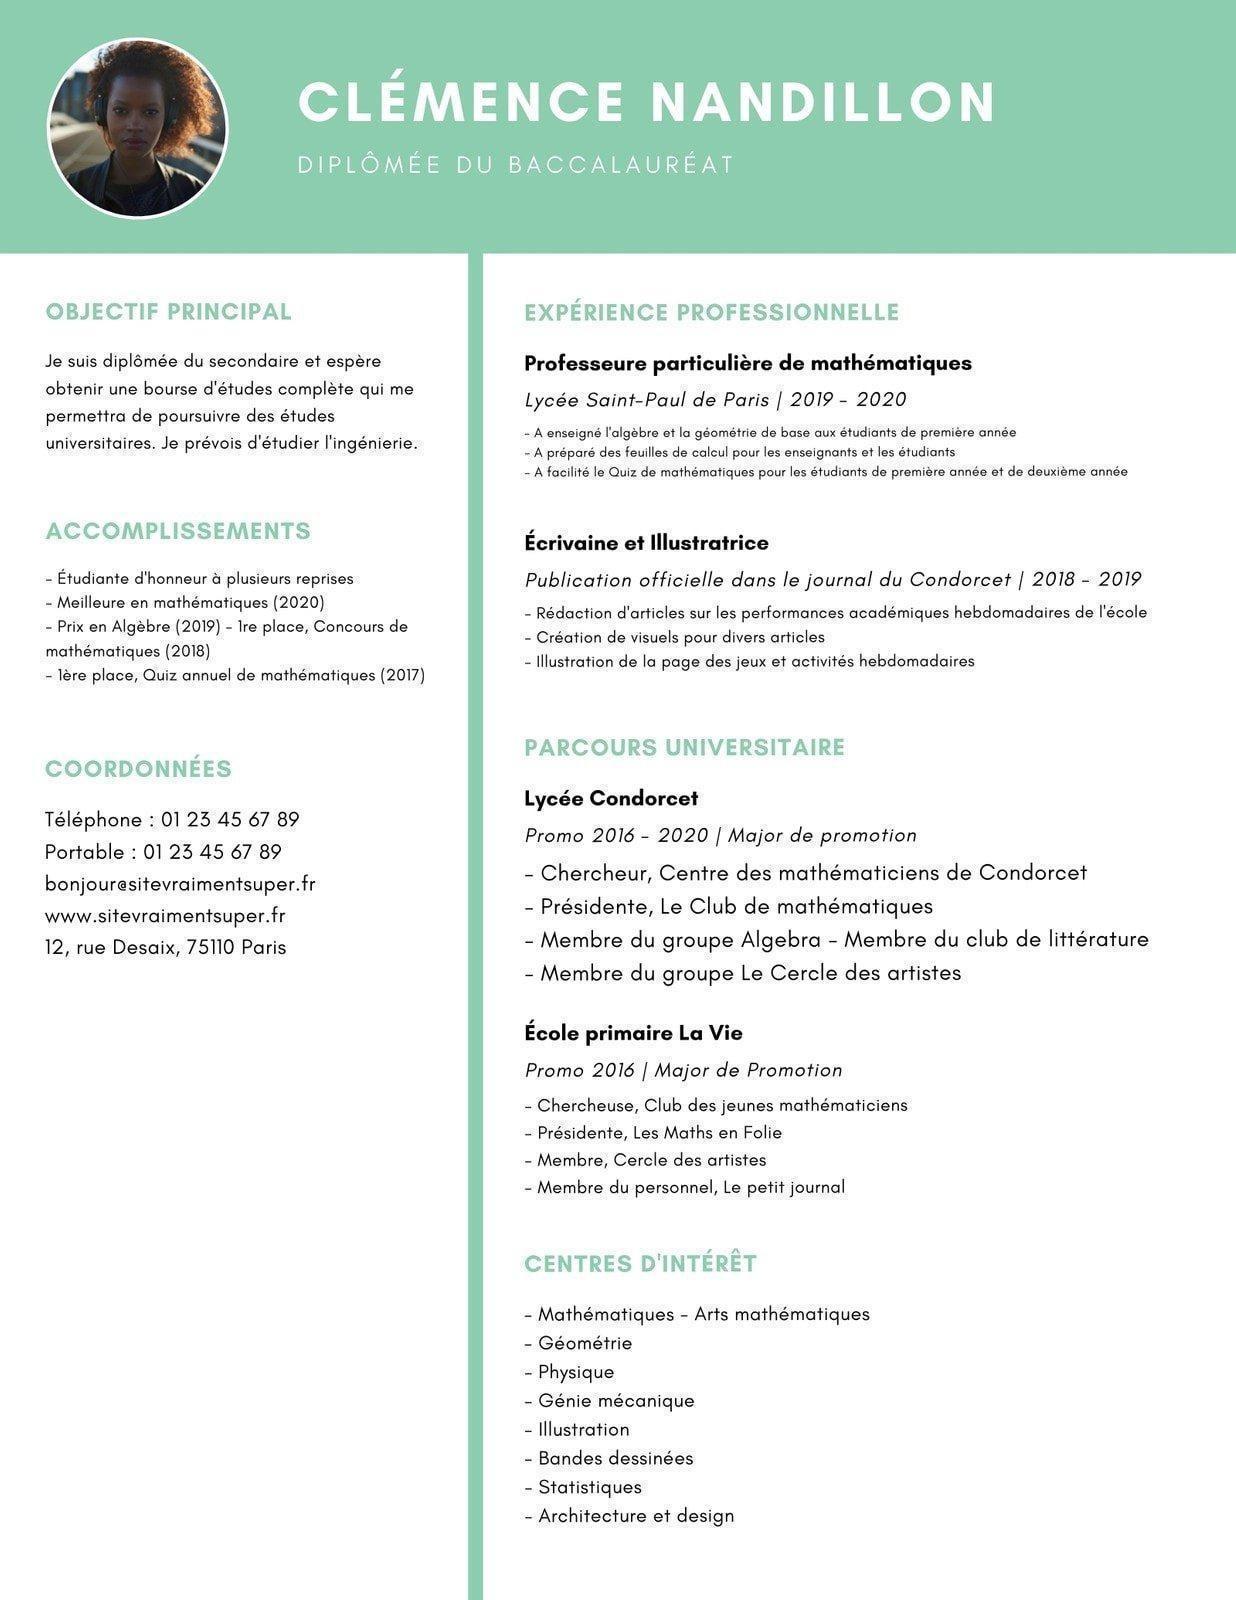 CLÉMENCE NANDILLON
DIPLÔMÉE DU BACCALAURÉAT
OBJECTIF PRINCIPAL
Je suis diplômée du secondaire et espère
obtenir une bourse d'études complète qui me
permettra de poursuivre des études
universitaires. Je prévois d'étudier l'ingénierie.
ACCOMPLISSEMENTS
- Étudiante d'honneur à plusieurs reprises
- Meilleure en mathématiques (2020)
- Prix en Algèbre (2019) - 1re place, Concours de
mathématiques (2018)
- 1ère place, Quiz annuel de mathématiques (2017)
COORDONNÉES
Téléphone : 01 23 45 67 89
Portable : 01 23 45 67 89
bonjour@sitevraimentsuper.fr
www.sitevraimentsuper.fr
12, rue Desaix, 75110 Paris
EXPÉRIENCE PROFESSIONNELLE
Professeure particulière de mathématiques
Lycée Saint-Paul de Paris | 2019 - 2020
- A enseigné l'algèbre et la géométrie de base aux étudiants de première année
- A préparé des feuilles de calcul pour les enseignants et les étudiants
- A facilité le Quiz de mathématiques pour les étudiants de première année et de deuxième année
Écrivaine et Illustratrice
Publication officielle dans le journal du Condorcet | 2018 - 2019
- Rédaction d'articles sur les performances académiques hebdomadaires de l'école
- Création de visuels pour divers articles
- Illustration de la page des jeux et activités hebdomadaires
PARCOURS UNIVERSITAIRE
Lycée Condorcet
Promo 2016 - 2020 | Major de promotion
- Chercheur, Centre des mathématiciens de Condorcet
- Présidente, Le Club de mathématiques
- Membre du groupe Algebra - Membre du club de littérature
- Membre du groupe Le Cercle des artistes
École primaire La Vie
Promo 2016 | Major de Promotion
- Chercheuse, Club des jeunes mathématiciens
- Présidente, Les Maths en Folie
- Membre, Cercle des artistes
- Membre du personnel, Le petit journal
CENTRES D'INTÉRÊT
- Mathématiques - Arts mathématiques
- Géométrie
- Physique
- Génie mécanique
- Illustration
- Bandes dessinées
- Statistiques
- Architecture et design